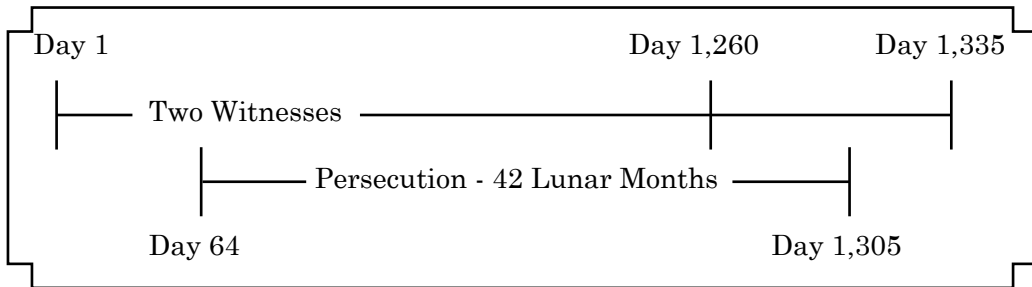 Day 1 Day 1,260 Day 1,335
Two Witnesses
Persecution - 42 Lunar Months
Day 64 Day 1,305